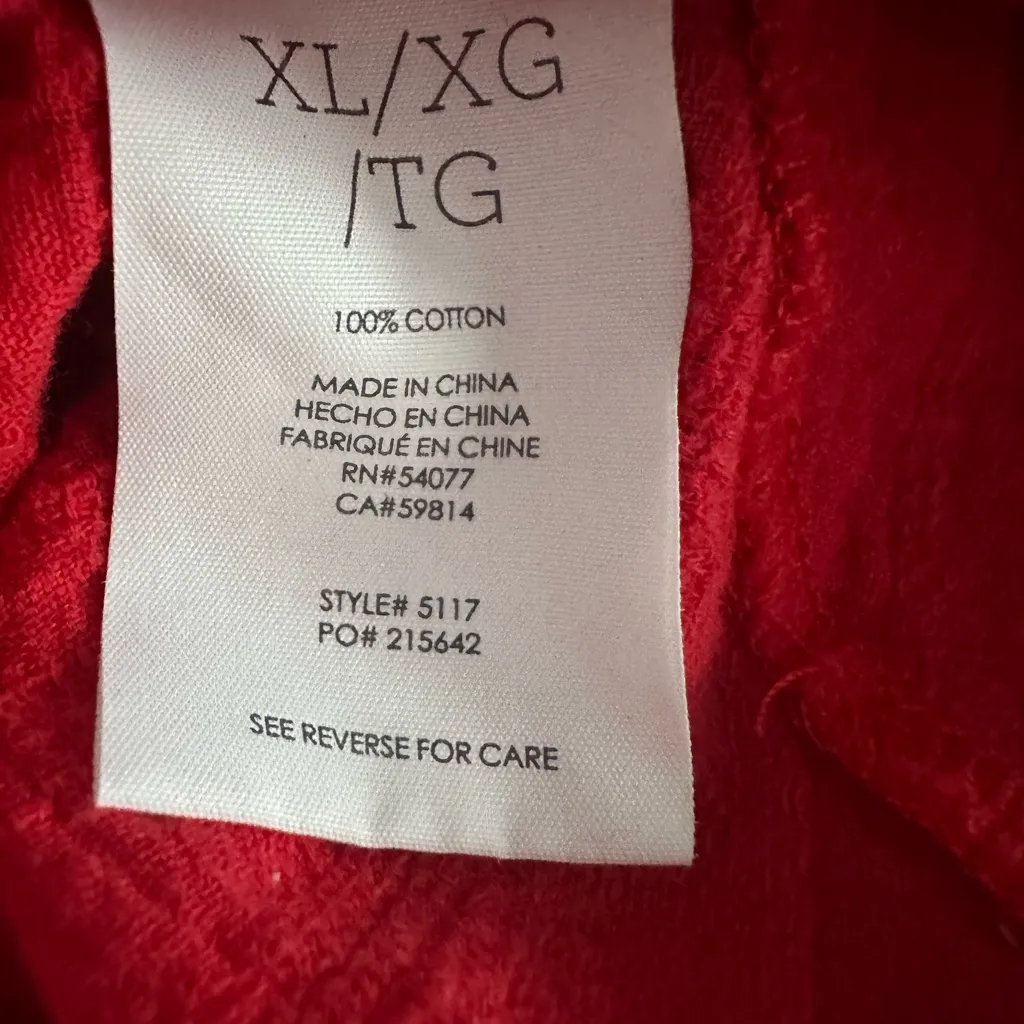 XL/XG
/TG
100% COTTON
MADE IN CHINA
HECHO EN CHINA
FABRIQUÉ EN CHINE
RN#54077
CA#59814
STYLE# 5117
PO# 215642
SEE REVERSE FOR CARE